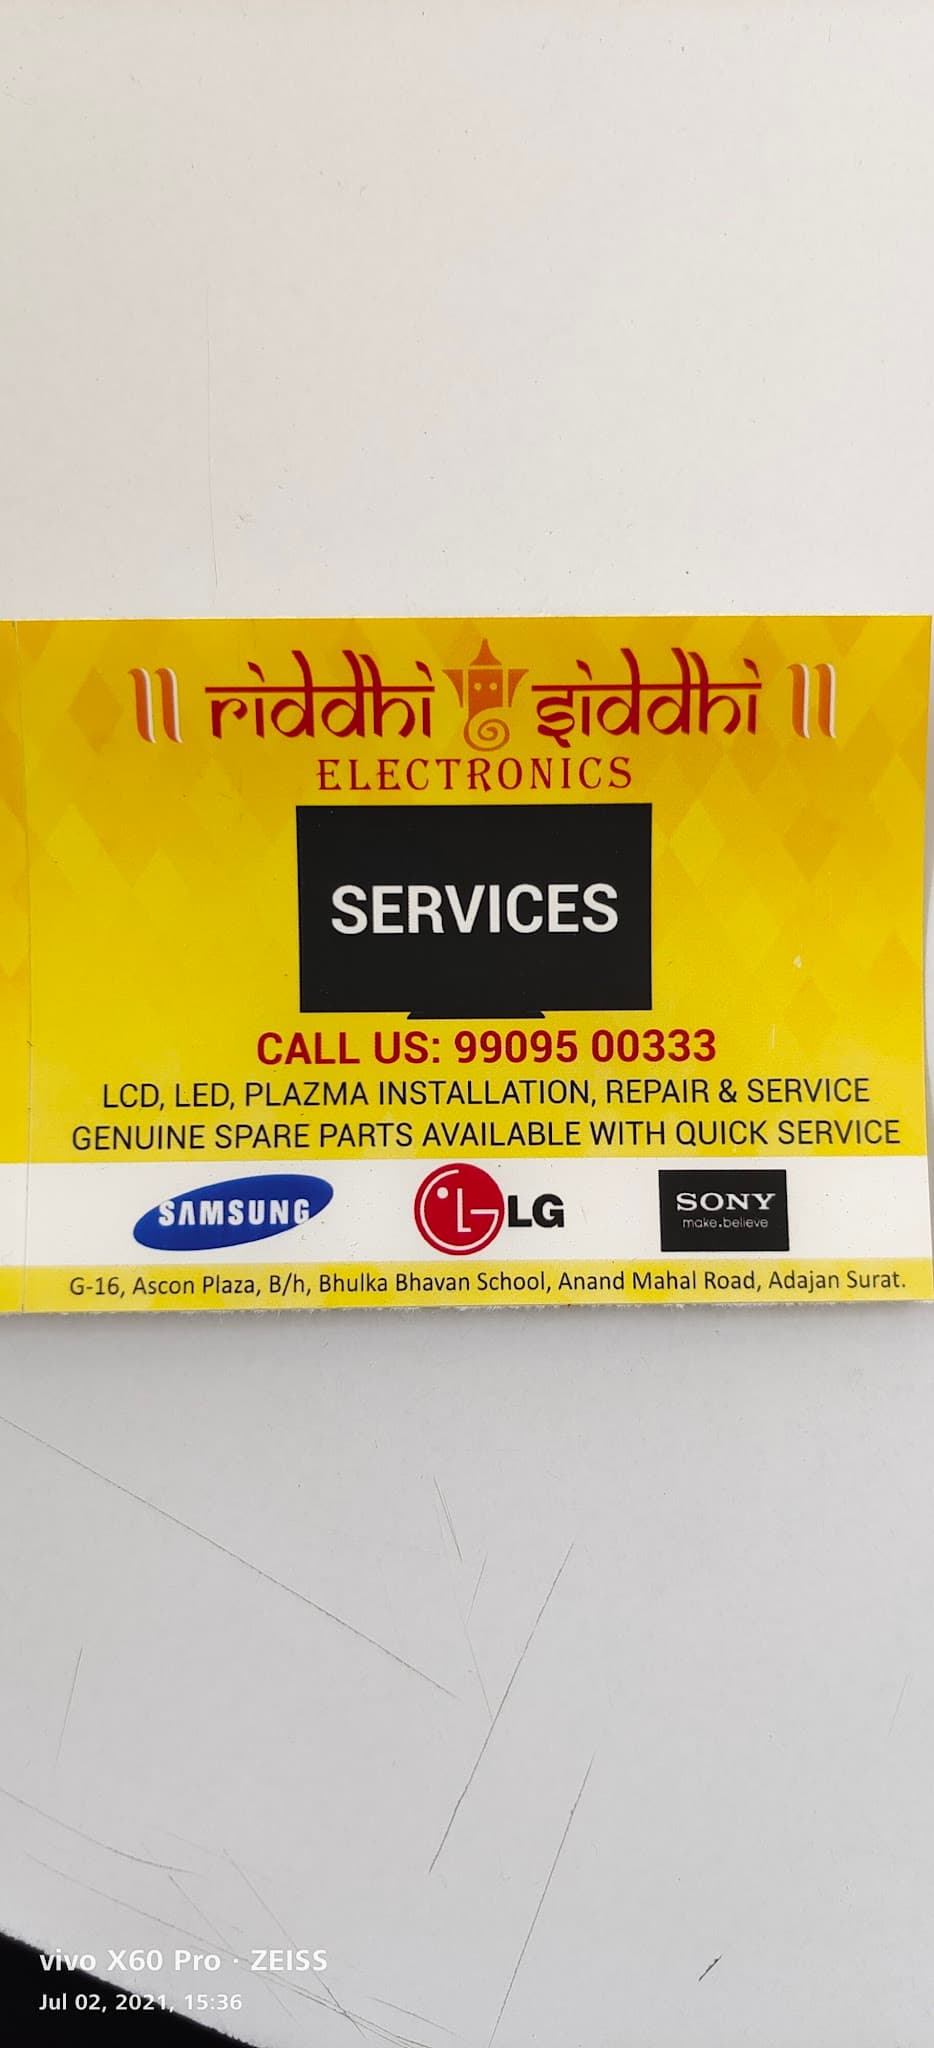 ॥ riddhi siddhi ॥
ELECTRONICS
SERVICES
CALL US: 99095 00333
LCD, LED, PLAZMA INSTALLATION, REPAIR & SERVICE
GENUINE SPARE PARTS AVAILABLE WITH QUICK SERVICE
SAMSUNG LG LG SONY
make.believe
G-16, Ascon Plaza, B/h, Bhulka Bhavan School, Anand Mahal Road, Adajan Surat.
vivo X60 Pro · ZEISS
Jul 02, 2021, 15:36